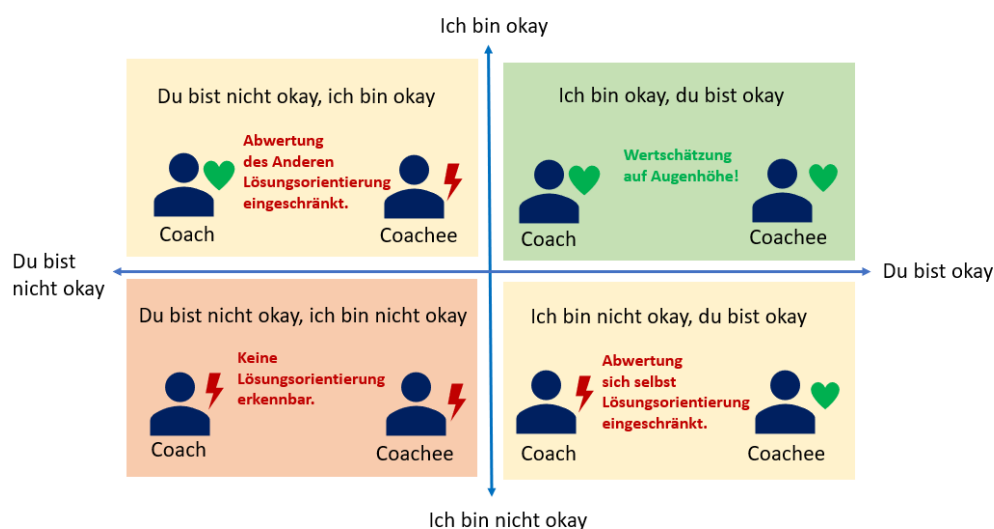 Ich bin okay
Du bist nicht okay, ich bin okay
Abwertung
des Anderen
Lösungsorientierung
eingeschränkt.
Coach
Coachee
Ich bin okay, du bist okay
Wertschätzung
auf Augenhöhe!
Coach
Coachee
Du bist
nicht okay
Du bist okay
Du bist nicht okay, ich bin nicht okay
Keine
Lösungsorientierung
erkennbar.
Coach
Coachee
Ich bin nicht okay, du bist okay
Abwertung
sich selbst
Lösungsorientierung
eingeschränkt.
Coach
Coachee
Ich bin nicht okay